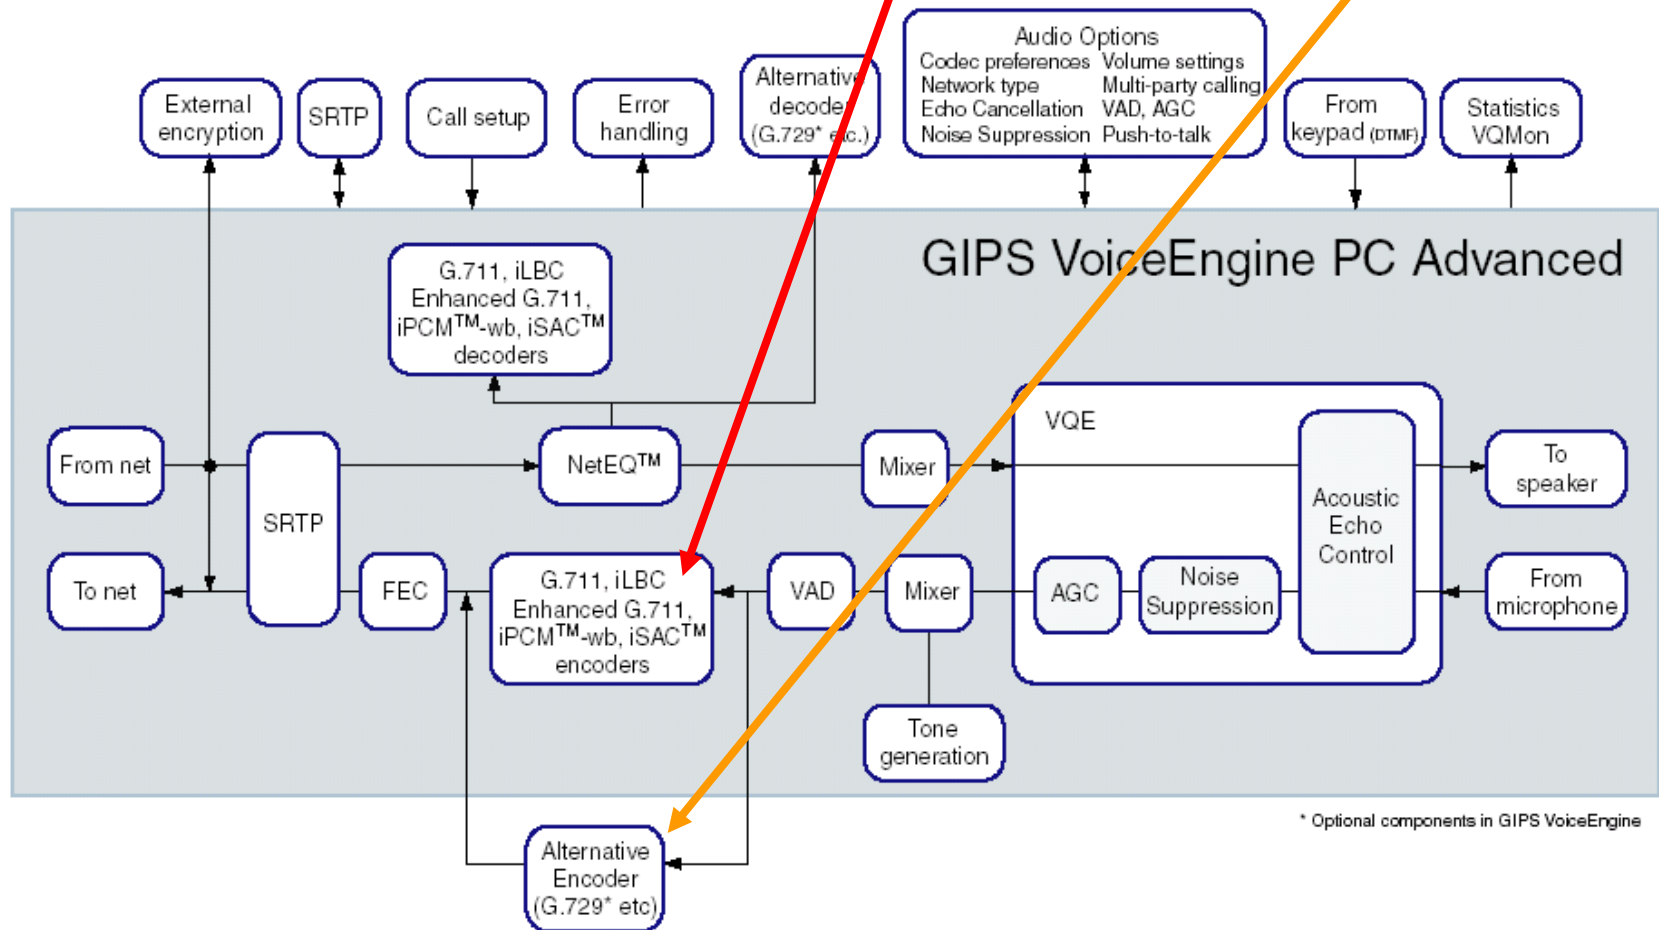 External
encryption
SRTP
Call setup
Error
handling
Alternative
decoder
(G.729* etc.)
Audio Options
Codec preferences Volume settings
Network type Multi-party calling
Echo Cancellation VAD, AGC
Noise Suppression Push-to-talk
From
keypad (DTMF)
Statistics
VQMon
GIPS VoiceEngine PC Advanced
G.711, iLBC
Enhanced G.711,
iPCM™-wb, iSAC™
decoders
From net
SRTP
NetEQ™
Mixer
VQE
Acoustic
Echo
Control
To
speaker
To net
FEC
G.711, iLBC
Enhanced G.711,
iPCM™-wb, iSAC™
encoders
VAD
Mixer
AGC
Noise
Suppression
From
microphone
Tone
generation
* Optional components in GIPS VoiceEngine
Alternative
Encoder
(G.729* etc)